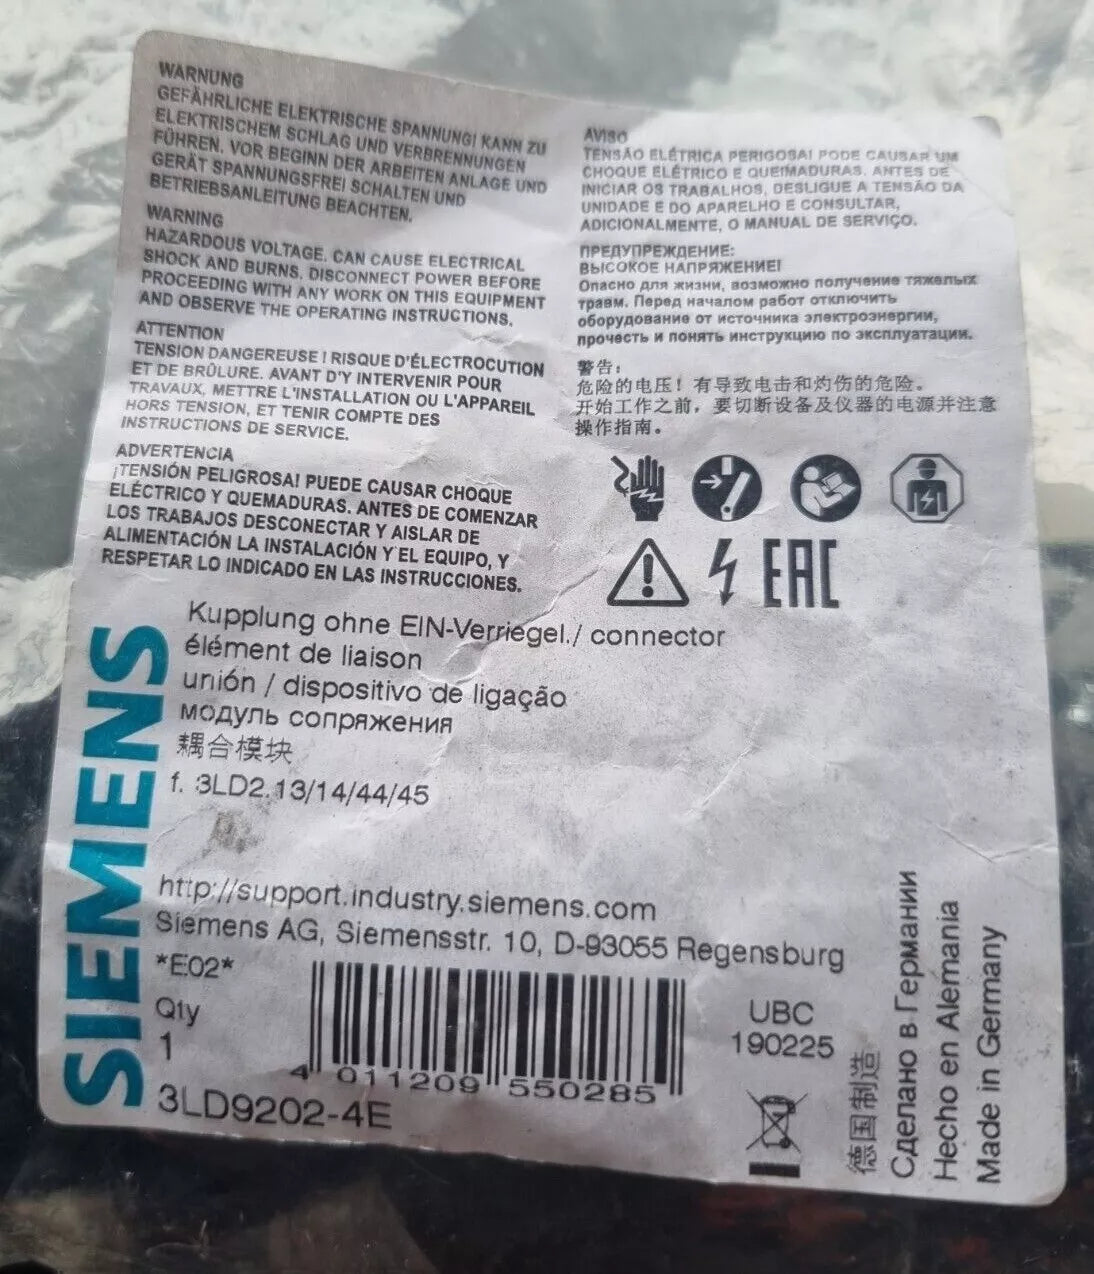 WARNUNG
GEFÄHRLICHE ELEKTRISCHE SPANNUNG! KANN ZU
ELEKTRISCHEM SCHLAG UND VERBRENNUNGEN
FÜHREN. VOR BEGINN DER ARBEITEN ANLAGE UND
GERÄT SPANNUNGSFREI SCHALTEN UND
BETRIEBSANLEITUNG BEACHTEN.
WARNING
HAZARDOUS VOLTAGE. CAN CAUSE ELECTRICAL
SHOCK AND BURNS. DISCONNECT POWER BEFORE
PROCEEDING WITH ANY WORK ON THIS EQUIPMENT
AND OBSERVE THE OPERATING INSTRUCTIONS.
ATTENTION
TENSION DANGEREUSE ! RISQUE D'ÉLECTROCUTION
ET DE BRÛLURE. AVANT D'Y INTERVENIR POUR
TRAVAUX, METTRE L'INSTALLATION OU L'APPAREIL
HORS TENSION, ET TENIR COMPTE DES
INSTRUCTIONS DE SERVICE.
ADVERTENCIA
¡TENSIÓN PELIGROSA! PUEDE CAUSAR CHOQUE
ELÉCTRICO Y QUEMADURAS. ANTES DE COMENZAR
LOS TRABAJOS DESCONECTAR Y AISLAR DE
ALIMENTACIÓN LA INSTALACIÓN Y EL EQUIPO, Y
RESPETAR LO INDICADO EN LAS INSTRUCCIONES.
AVISO
TENSÃO ELÉTRICA PERIGOSA! PODE CAUSAR UM
CHOQUE ELÉTRICO E QUEIMADURAS. ANTES DE
INICIAR OS TRABALHOS, DESLIGUE A TENSÃO DA
UNIDADE E DO APARELHO E CONSULTAR,
ADICIONALMENTE, O MANUAL DE SERVIÇO.
ПРЕДУПРЕЖДЕНИЕ:
ВЫСОКОЕ НАПРЯЖЕНИЕ!
Опасно для жизни, возможно получение тяжелых
травм. Перед началом работ отключить
оборудование от источника электроэнергии,
прочесть и понять инструкцию по эксплуатации.
警告：
危险的电压！有导致电击和灼伤的危险。
开始工作之前，要切断设备及仪器的电源并注意
操作指南。
EAC
SIEMENS
Kupplung ohne EIN-Verriegel./ connector
élément de liaison
unión / dispositivo de ligação
модуль сопряжения
耦合模块
f. 3LD2.13/14/44/45
http://support.industry.siemens.com
Siemens AG, Siemensstr. 10, D-93055 Regensburg
*E02*
Qty
1
4 011209 550285
3LD9202-4E
UBC
190225
德国制造
Сделано в Германии
Hecho en Alemania
Made in Germany